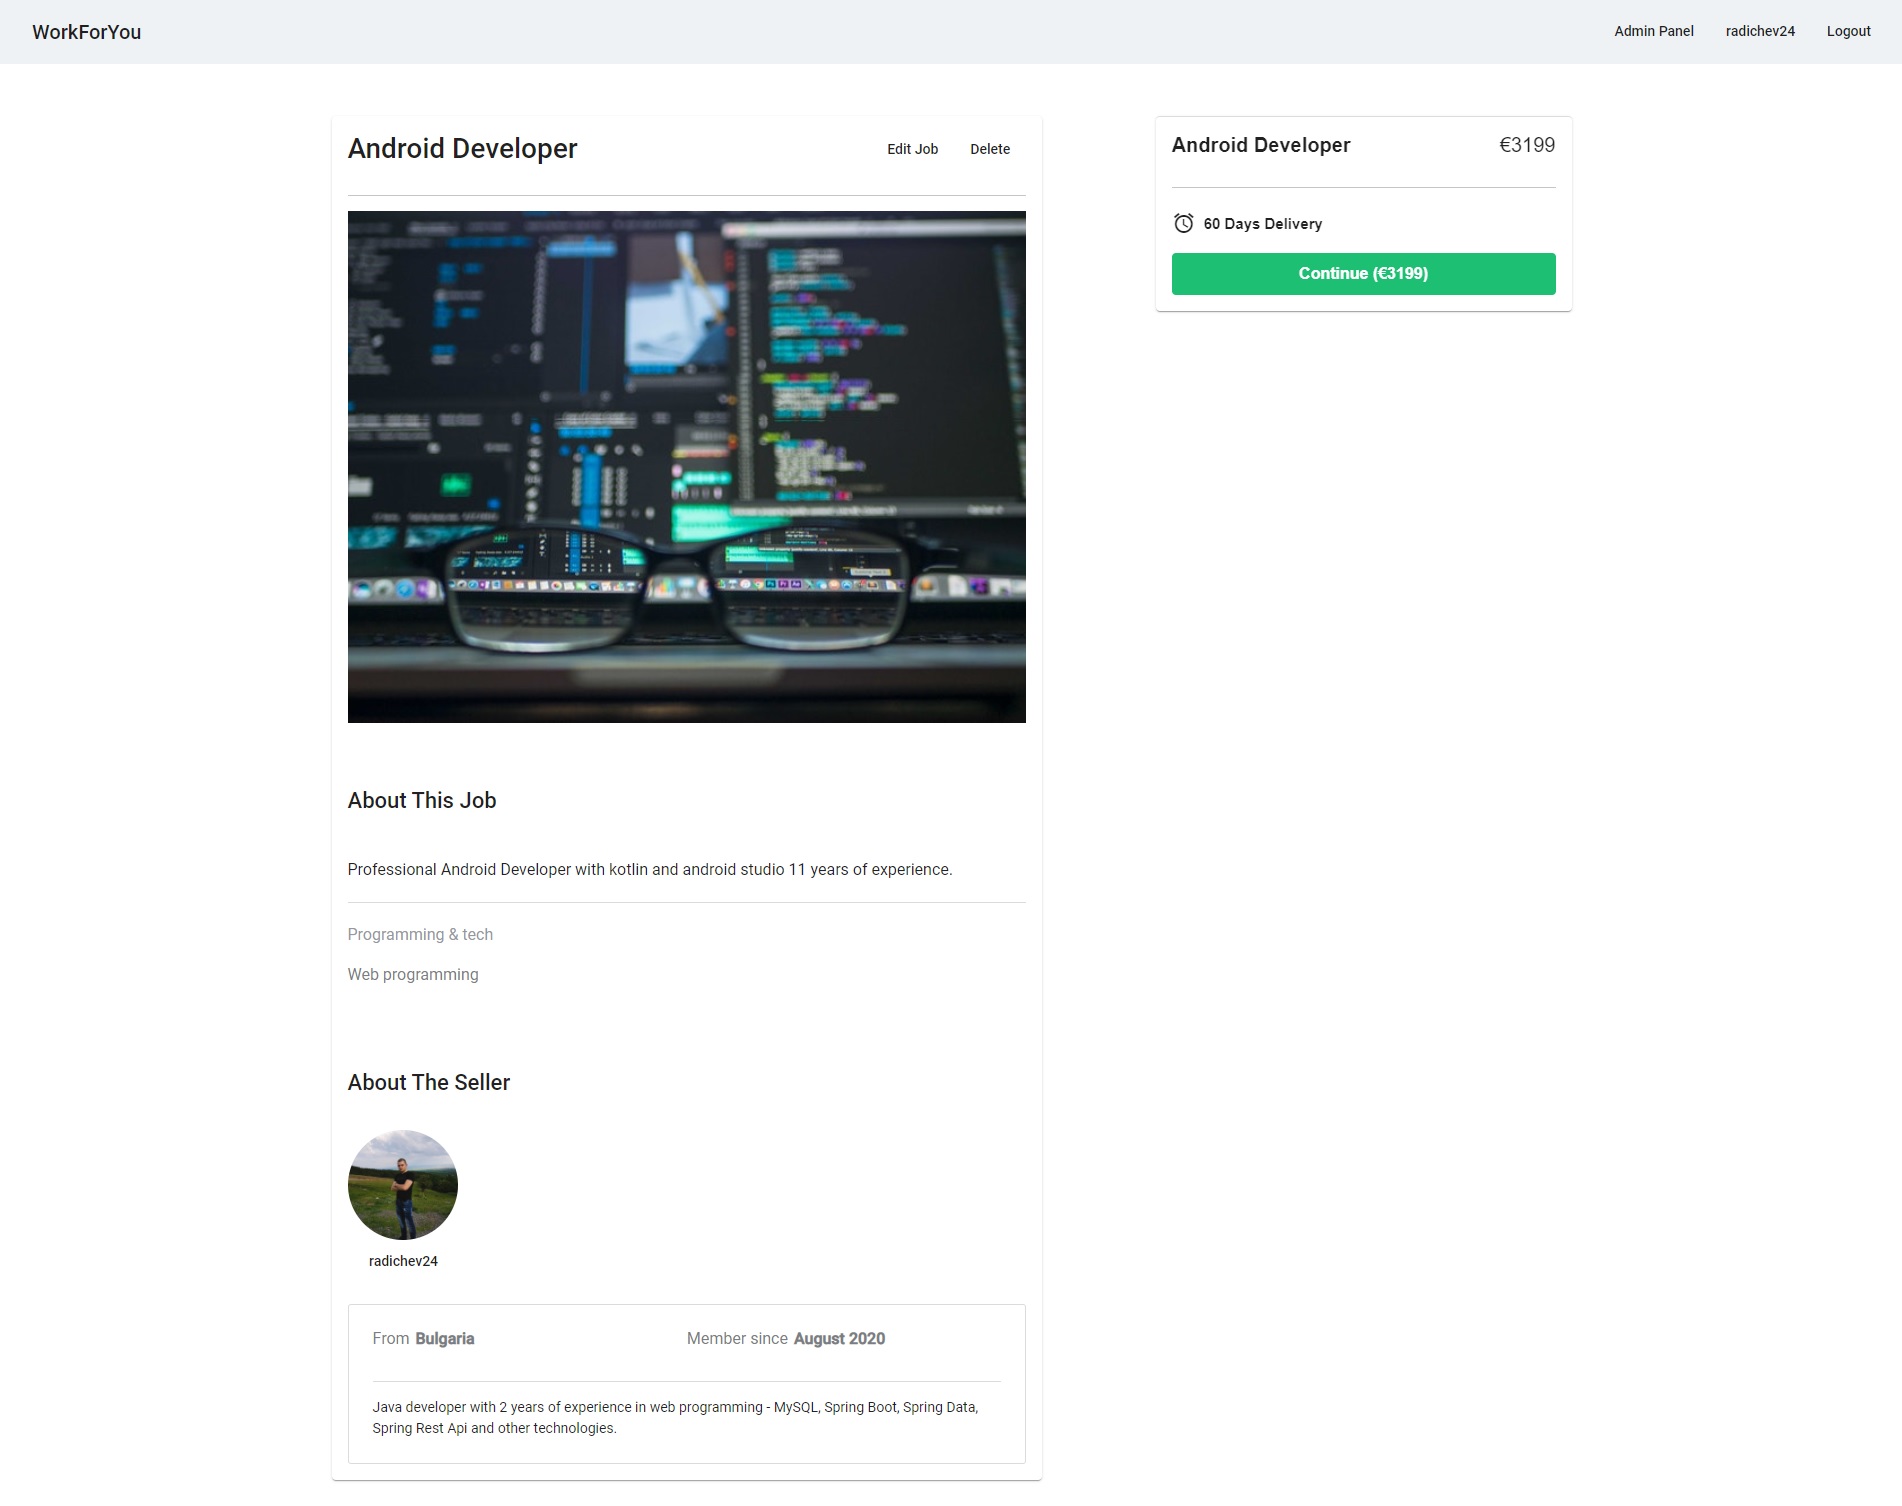 WorkForYou
Admin Panel
radichev24
Logout
Android Developer
Edit Job
Delete
Android Developer
€3199
60 Days Delivery
Continue (€3199)
About This Job
Professional Android Developer with kotlin and android studio 11 years of experience.
Programming & tech
Web programming
About The Seller
radichev24
From Bulgaria
Member since August 2020
Java developer with 2 years of experience in web programming - MySQL, Spring Boot, Spring Data,
Spring Rest Api and other technologies.